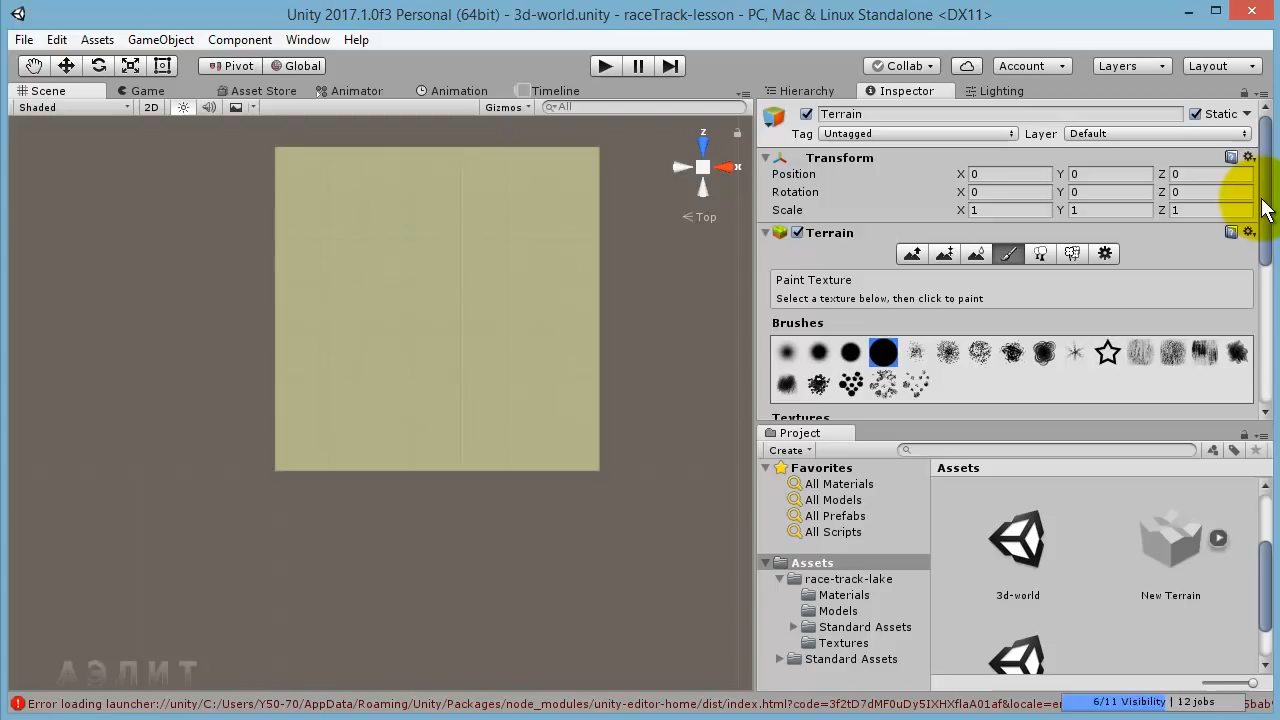 Unity 2017.1.0f3 Personal (64bit) - 3d-world.unity - raceTrack-lesson - PC, Mac & Linux Standalone <DX11>
File Edit Assets GameObject Component Window Help
Pivot Global Collab Account Layers Layout
Scene Game Asset Store Animator Animation Timeline
Hierarchy Inspector Lighting
Shaded 2D Gizmos All
Terrain Static
Tag Untagged Layer Default
Transform
Position X 0 Y 0 Z 0
Rotation X 0 Y 0 Z 0
Scale X 1 Y 1 Z 1
z
x
Top
Terrain
Paint Texture
Select a texture below, then click to paint
Brushes
Textures
Project
Create
Favorites
All Materials
All Models
All Prefabs
All Scripts
Assets
race-track-lake
Materials
Models
Standard Assets
Textures
Standard Assets
Assets
3d-world
New Terrain
АЭЛИТ
Error loading launcher://unity/C:/Users/Y50-70/AppData/Roaming/Unity/Packages/node_modules/unity-editor-home/dist/index.html?code=3f2tD7dMF0uDy5IXHXflaA01af&locale=e
6/11 Visibility | 12 jobs